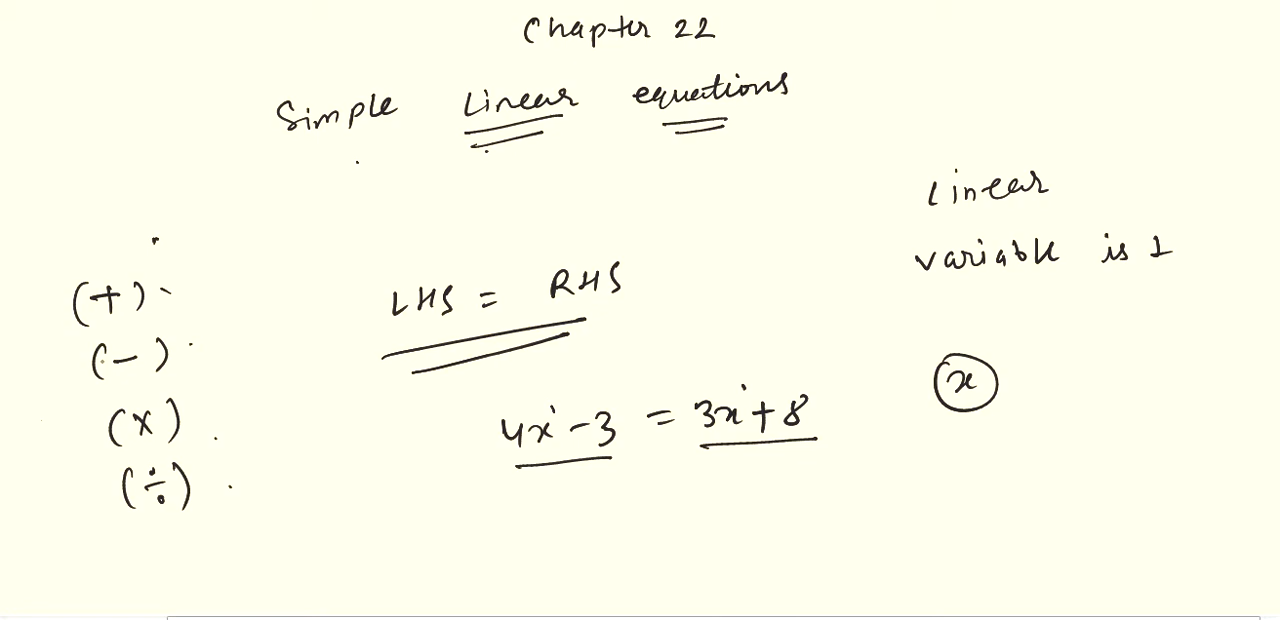 Chapter 22
Simple Linear equations
Linear
variable is 1
(+)
LHS = RHS
(-)
(x)
4x - 3 = 3x + 8
x
(÷)